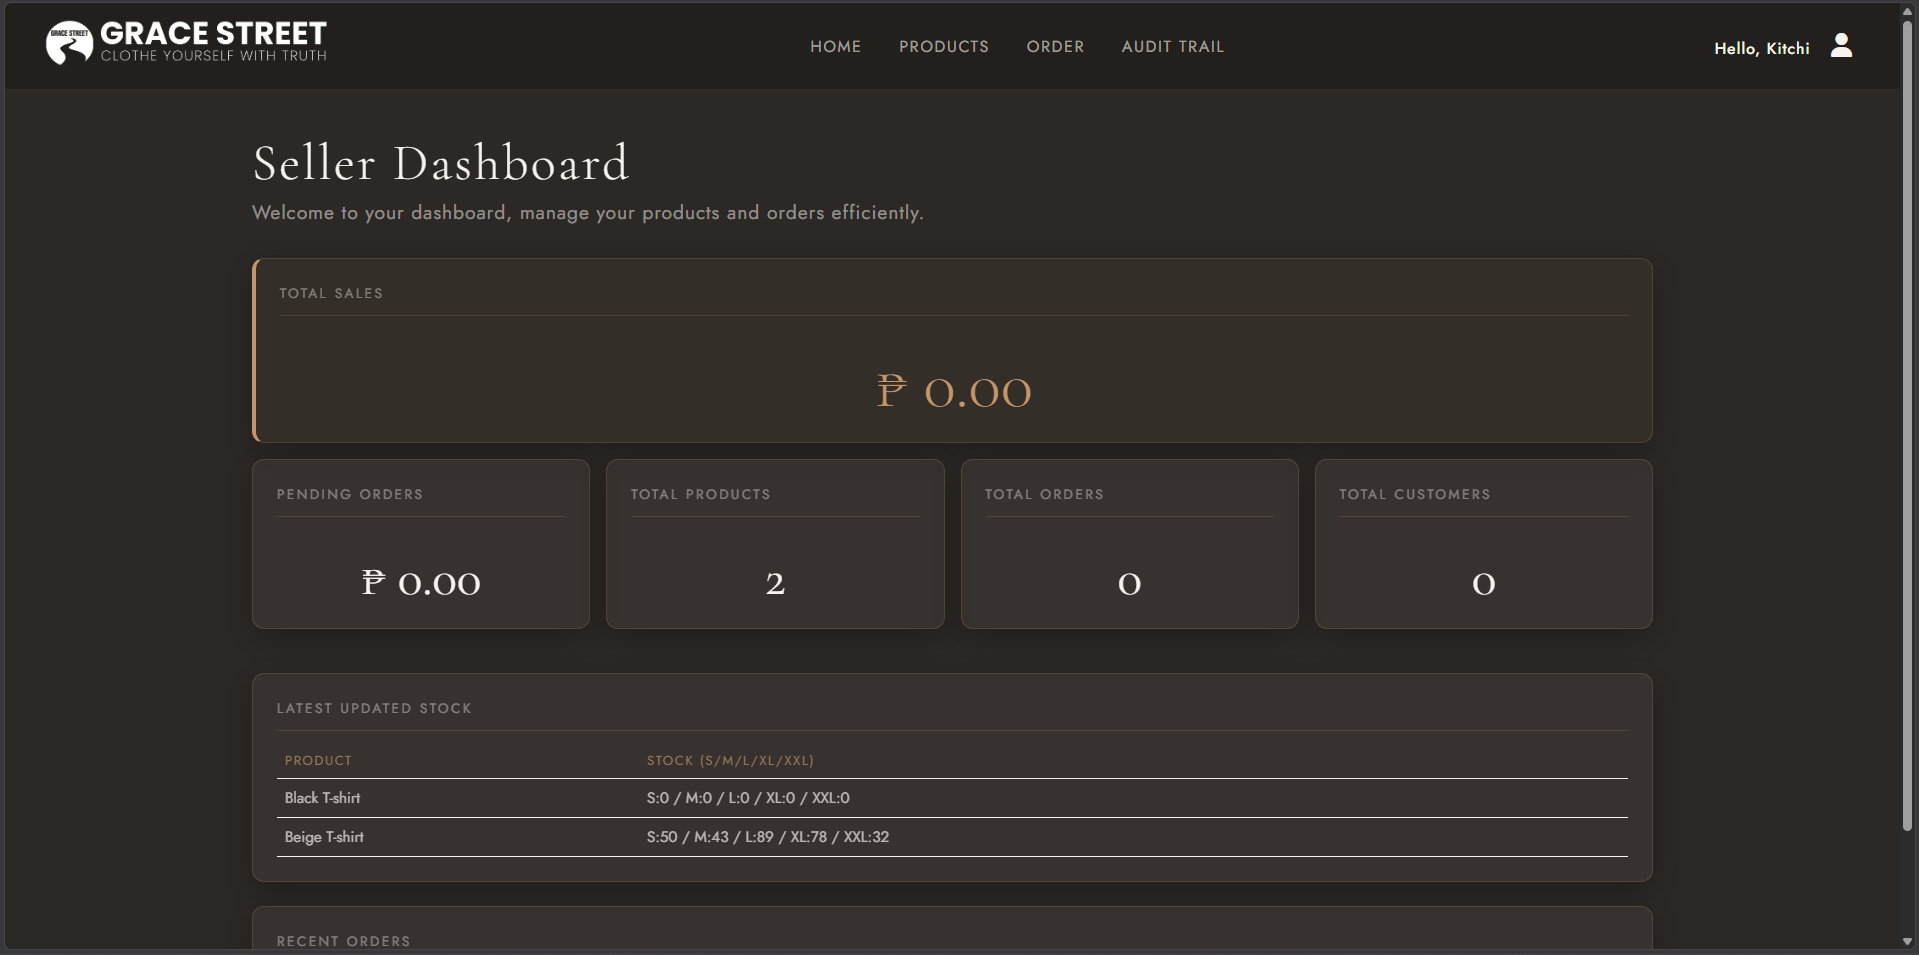 GRACE STREET
GRACE STREET
CLOTHE YOURSELF WITH TRUTH
HOME
PRODUCTS
ORDER
AUDIT TRAIL
Hello, Kitchi
Seller Dashboard
Welcome to your dashboard, manage your products and orders efficiently.
TOTAL SALES
₱ 0.00
PENDING ORDERS
₱ 0.00
TOTAL PRODUCTS
2
TOTAL ORDERS
0
TOTAL CUSTOMERS
0
LATEST UPDATED STOCK
PRODUCT STOCK (S/M/L/XL/XXL)
Black T-shirt S:0 / M:0 / L:0 / XL:0 / XXL:0
Beige T-shirt S:50 / M:43 / L:89 / XL:78 / XXL:32
RECENT ORDERS